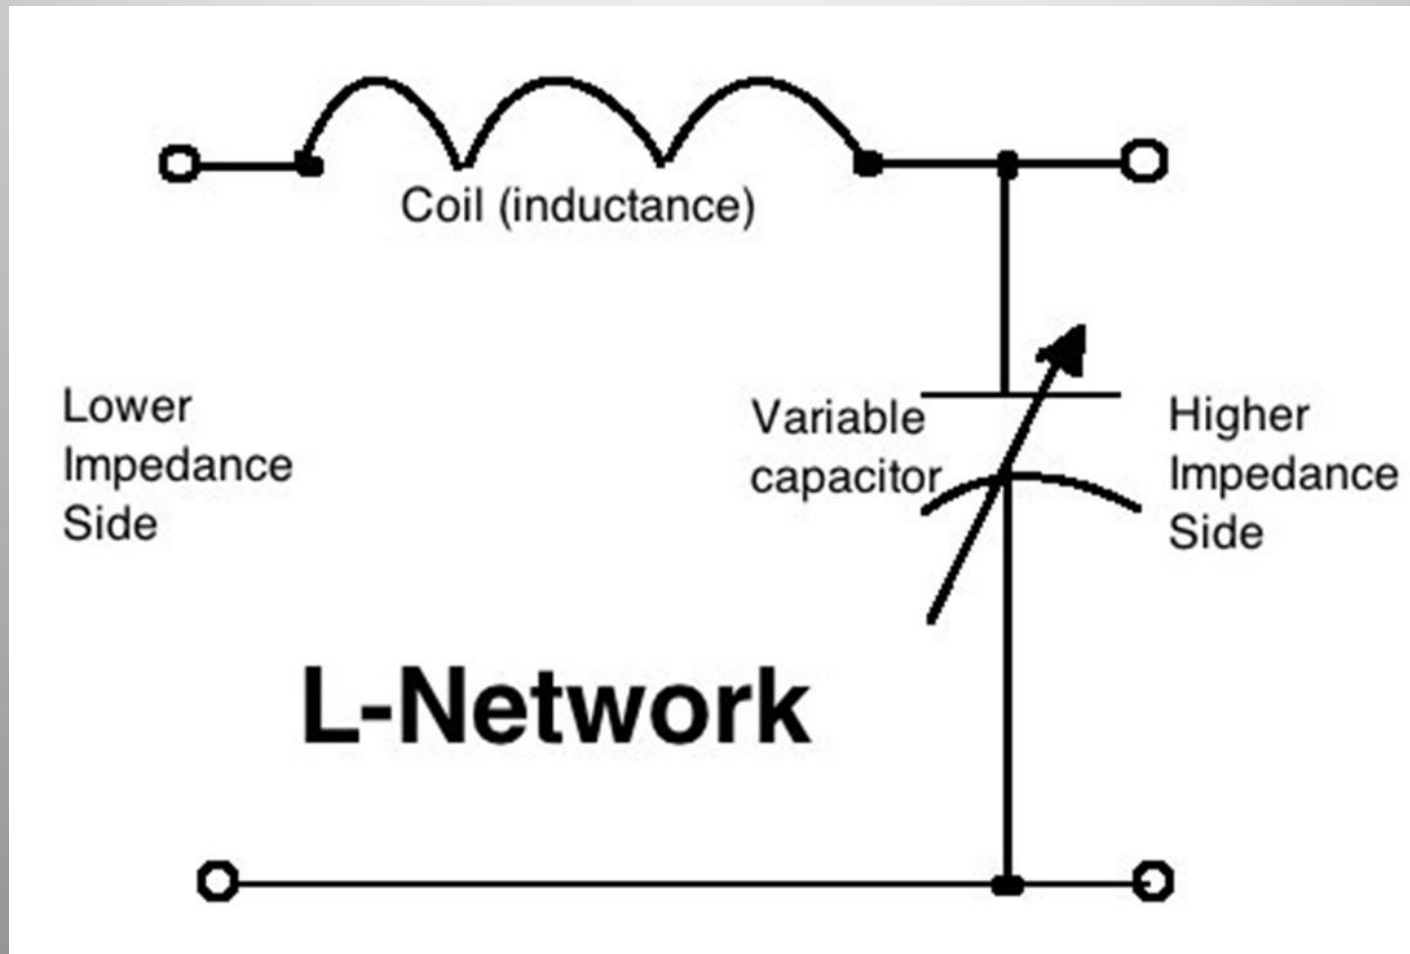 Coil (inductance)
Lower
Impedance
Side
Variable
capacitor
Higher
Impedance
Side
L-Network